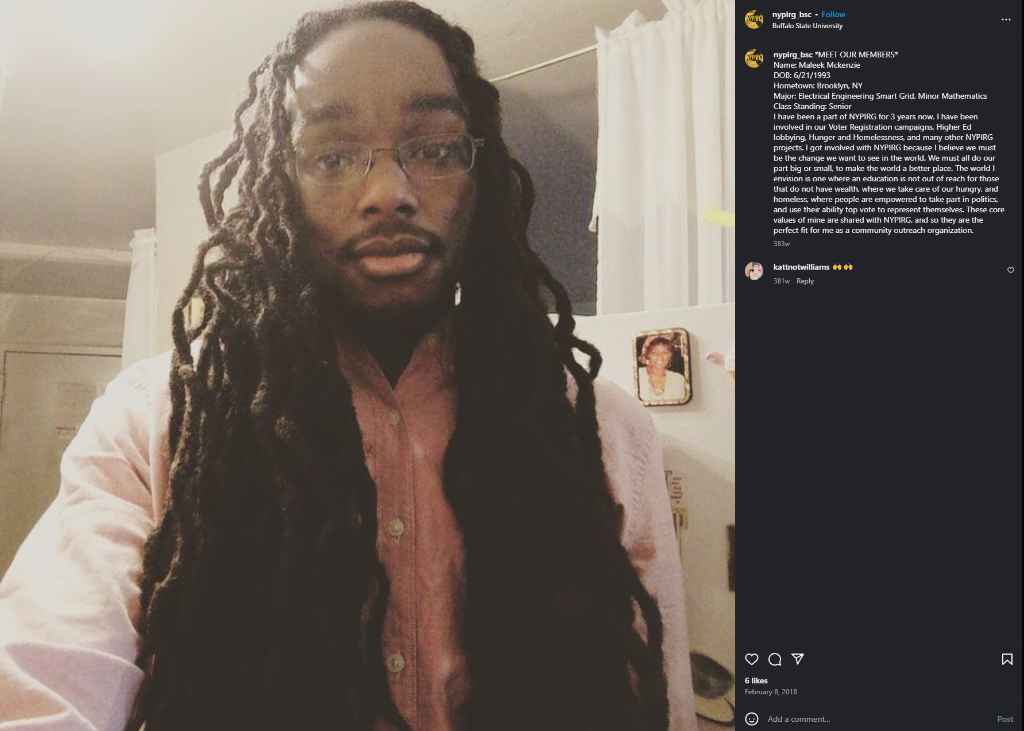 nypirg_bsc • Follow
Buffalo State University
nypirg_bsc *MEET OUR MEMBERS*
Name: Maleek Mckenzie
DOB: 6/21/1993
Hometown: Brooklyn, NY
Major: Electrical Engineering Smart Grid, Minor Mathematics
Class Standing: Senior
I have been a part of NYPIRG for 3 years now. I have been
involved in our Voter Registration campaigns, Higher Ed
lobbying, Hunger and Homelessness, and many other NYPIRG
projects. I got involved with NYPIRG because I believe we must
be the change we want to see in the world. We must all do our
part big or small, to make the world a better place. The world I
envision is one where an education is not out of reach for those
that do not have wealth, where we take care of our hungry, and
homeless, where people are empowered to take part in politics,
and use their ability top vote to represent themselves. These core
values of mine are shared with NYPIRG, and so they are the
perfect fit for me as a community outreach organization.
383w
kattnotwilliams 🙌🙌
381w Reply
6 likes
February 8, 2018
Add a comment...
Post